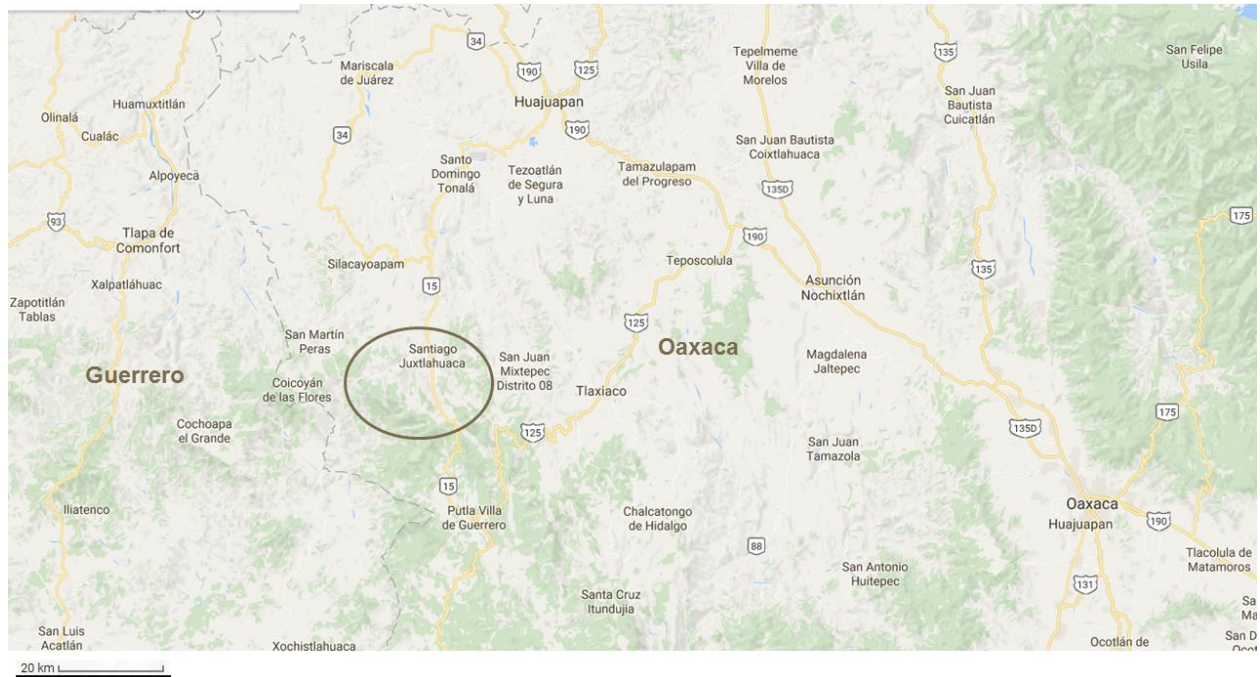 34
Mariscala
de Juárez
190
125
Tepelmeme
Villa de
Morelos
135
San Felipe
Usila
Huamuxtitlán
Olinalá
Cualác
Huajuapan
San Juan
Bautista
Cuicatlán
34
190
Alpoyeca
Santo
Domingo
Tonalá
Tezoatlán
de Segura
y Luna
Tamazulapam
del Progreso
San Juan Bautista
Coixtlahuaca
135D
93
Tlapa de
Comonfort
175
190
Silacayoapam
Teposcolula
135
Xalpatláhuac
15
Asunción
Nochixtlán
Zapotitlán
Tablas
125
San Martín
Peras
Santiago
Juxtlahuaca
San Juan
Mixtepec
Distrito 08
Oaxaca
Magdalena
Jaltepec
Guerrero
Coicoyán
de las Flores
Tlaxiaco
175
Cochoapa
el Grande
125
135D
San Juan
Tamazola
15
Iliatenco
Putla Villa
de Guerrero
Chalcatongo
de Hidalgo
Oaxaca
Huajuapan
190
88
Tlacolula de
Matamoros
San Antonio
Huitepec
131
Santa Cruz
Itundujia
San Luis
Acatlán
Xochistlahuaca
Ocotlán de
20 km